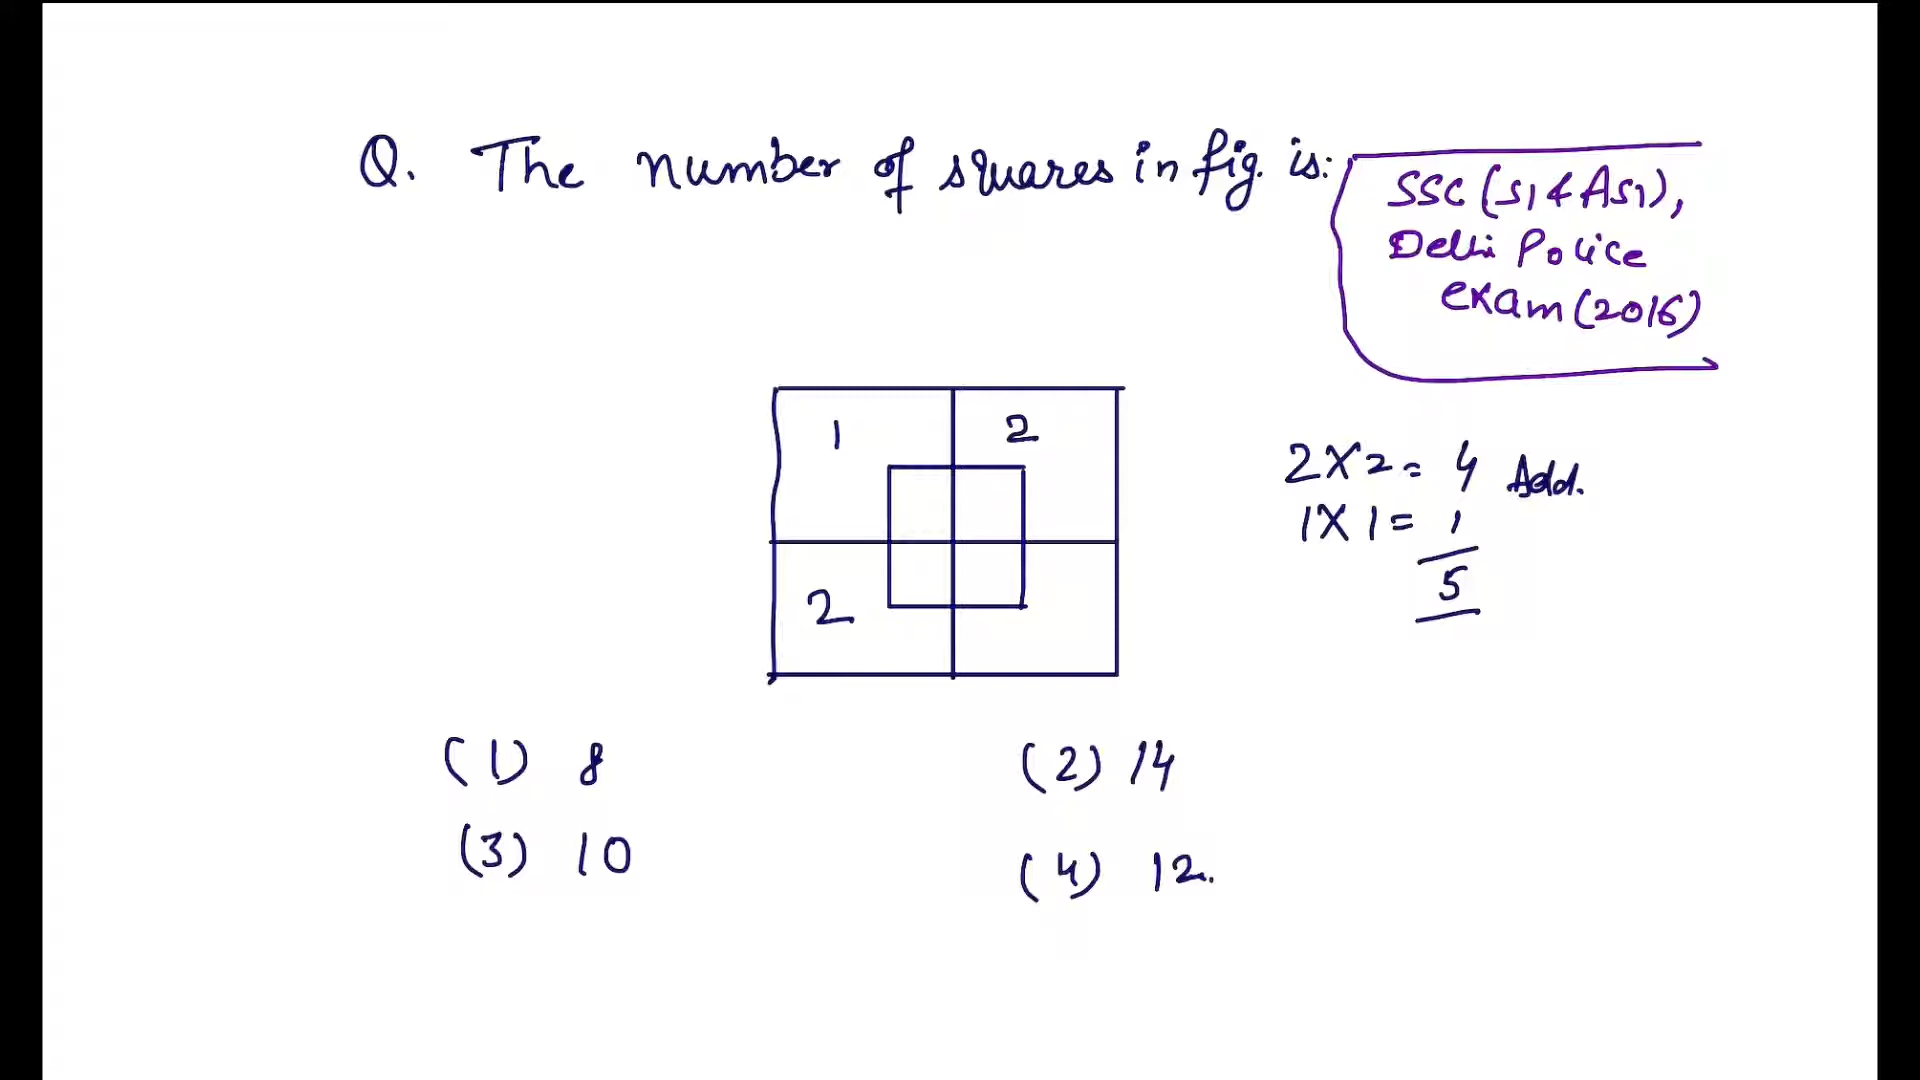 Q. The number of squares in fig. is:
SSC (SI & ASI),
Delhi Police
exam (2016)
1 2
2
2X2 = 4 Add.
1X1 = 1
5
(1) 8
(2) 14
(3) 10
(4) 12.